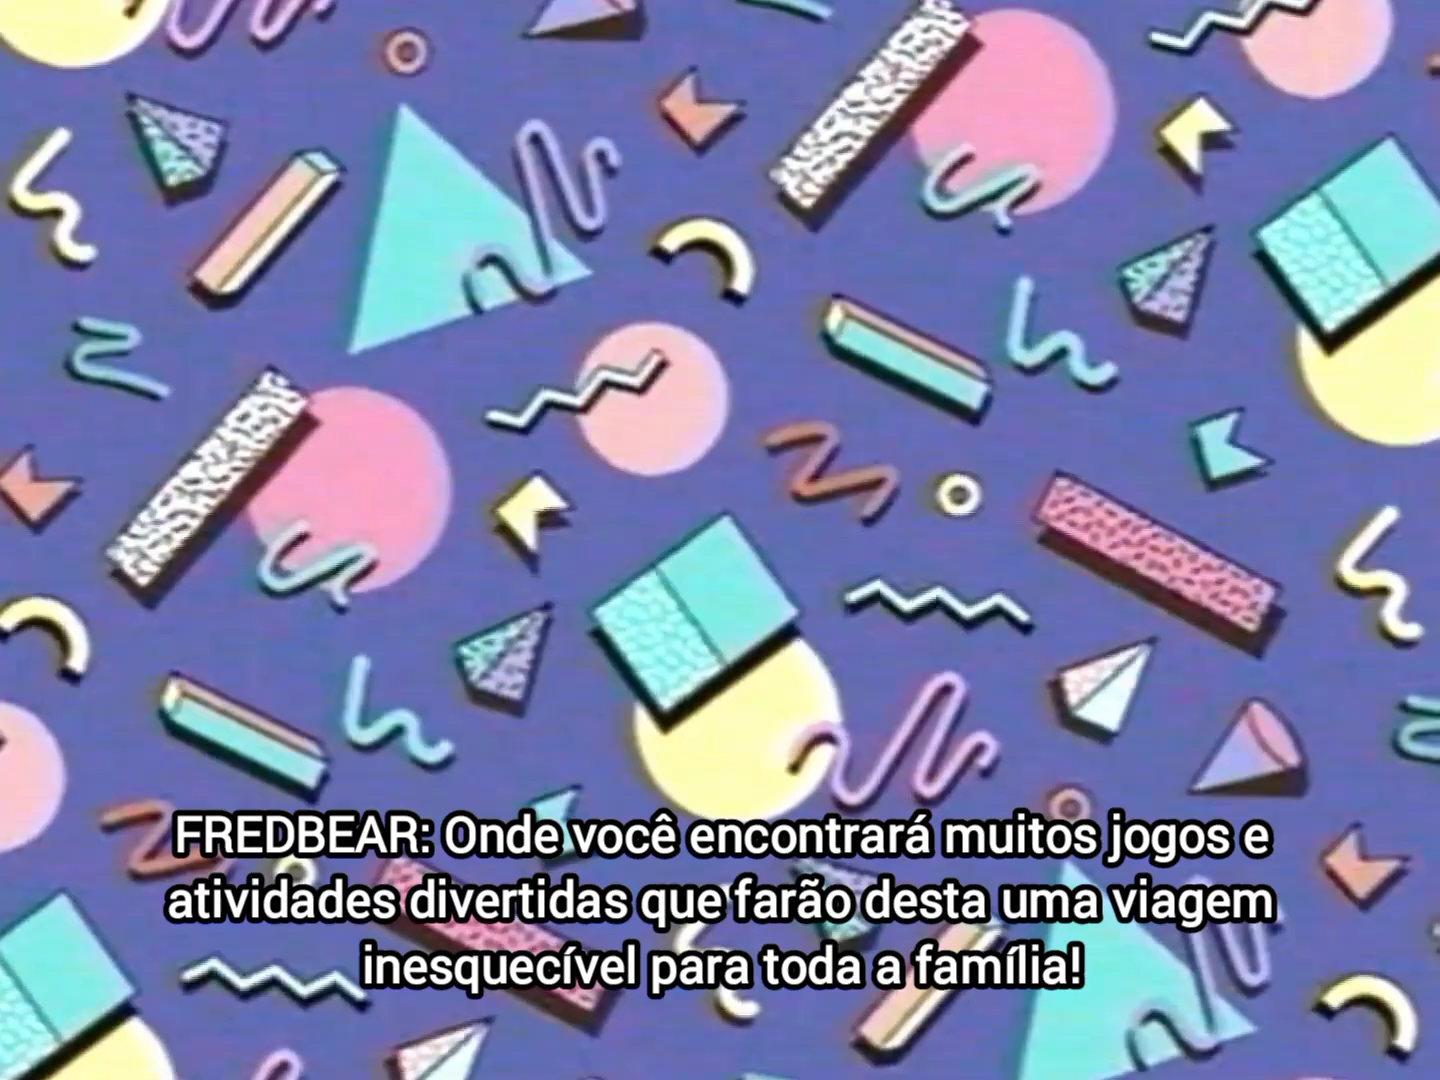 FREDBEAR: Onde você encontrará muitos jogos e
atividades divertidas que farão desta uma viagem
inesquecível para toda a família!